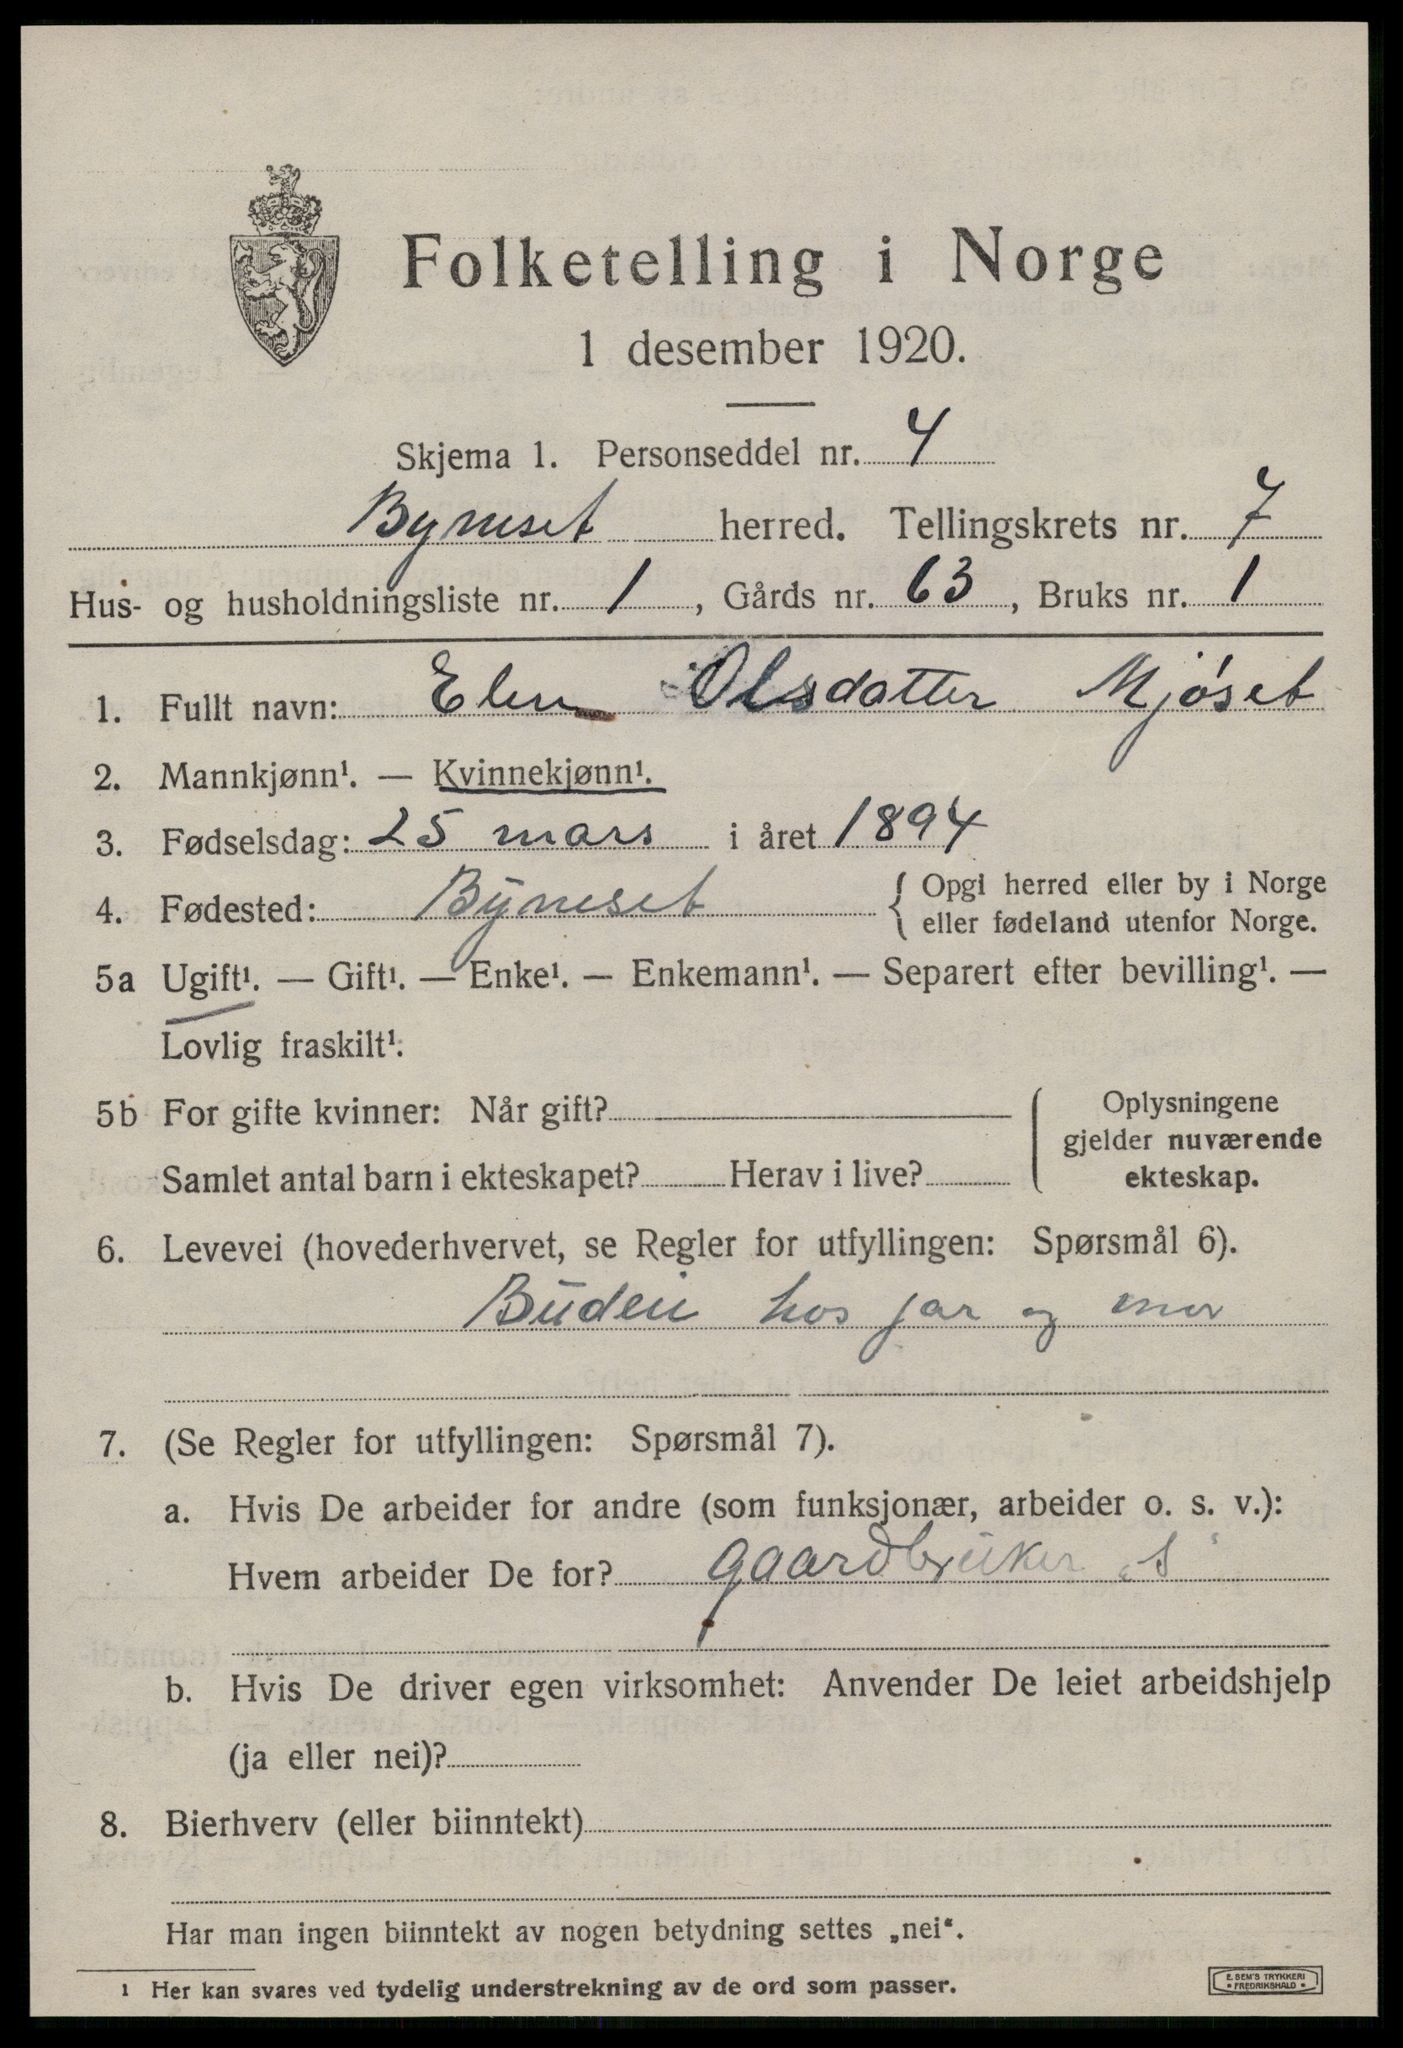 Folketelling i Norge
1 desember 1920.
Skjema 1. Personseddel nr. 4
Byneset herred. Tellingskrets nr. 7
Hus- og husholdningsliste nr. 1, Gårds nr. 63, Bruks nr. 1
1. Fullt navn: Elen Olsdatter Mjøset
2. Mannkjønn¹. — Kvinnekjønn¹.
3. Fødselsdag: 25 mars i året 1894
4. Fødested: Byneset { Opgi herred eller by i Norge
eller fødeland utenfor Norge.
5a Ugift¹. — Gift¹. — Enke¹. — Enkemann¹. — Separert efter bevilling¹. —
Lovlig fraskilt¹.
5b For gifte kvinner: Når gift?
Samlet antal barn i ekteskapet? Herav i live?
Oplysningene
gjelder nuværende
ekteskap.
6. Levevei (hovederhvervet, se Regler for utfyllingen: Spørsmål 6).
Budeie hos far og mor
7. (Se Regler for utfyllingen: Spørsmål 7).
a. Hvis De arbeider for andre (som funksjonær, arbeider o. s. v.):
Hvem arbeider De for? gaardbruker „s“
b. Hvis De driver egen virksomhet: Anvender De leiet arbeidshjelp
(ja eller nei)?
8. Bierhverv (eller biinntekt)
Har man ingen biinntekt av nogen betydning settes „nei“.
1 Her kan svares ved tydelig understrekning av de ord som passer.
E. SEM'S TRYKKERI
• FREDRIKSHALD •